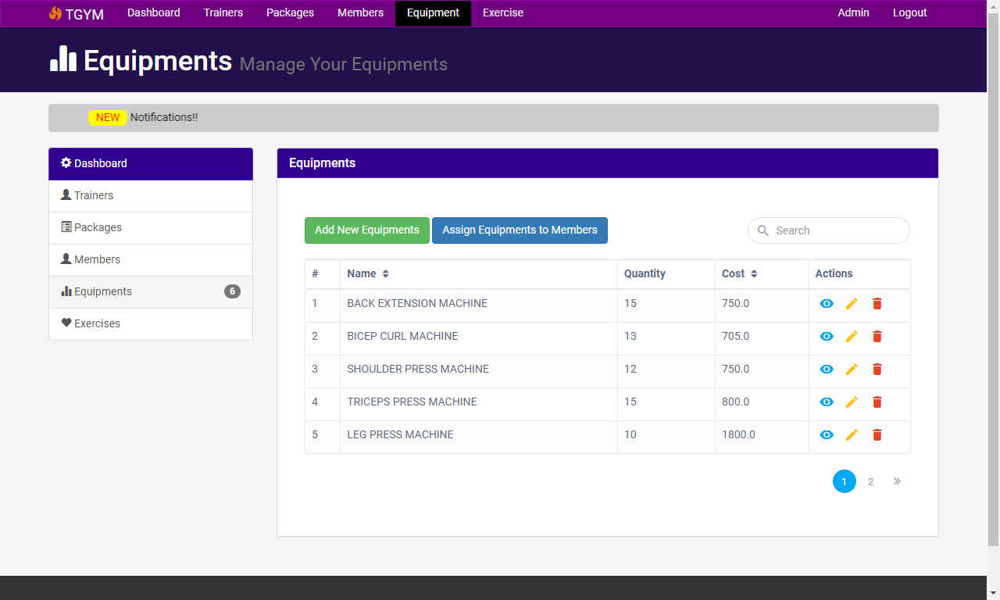 TGYM Dashboard Trainers Packages Members Equipment Exercise Admin Logout
Equipments Manage Your Equipments
NEW Notifications!!
Dashboard
Trainers
Packages
Members
Equipments 6
Exercises
Equipments
Add New Equipments Assign Equipments to Members Search
# Name Quantity Cost Actions
1 BACK EXTENSION MACHINE 15 750.0
2 BICEP CURL MACHINE 13 705.0
3 SHOULDER PRESS MACHINE 12 750.0
4 TRICEPS PRESS MACHINE 15 800.0
5 LEG PRESS MACHINE 10 1800.0
1 2 »